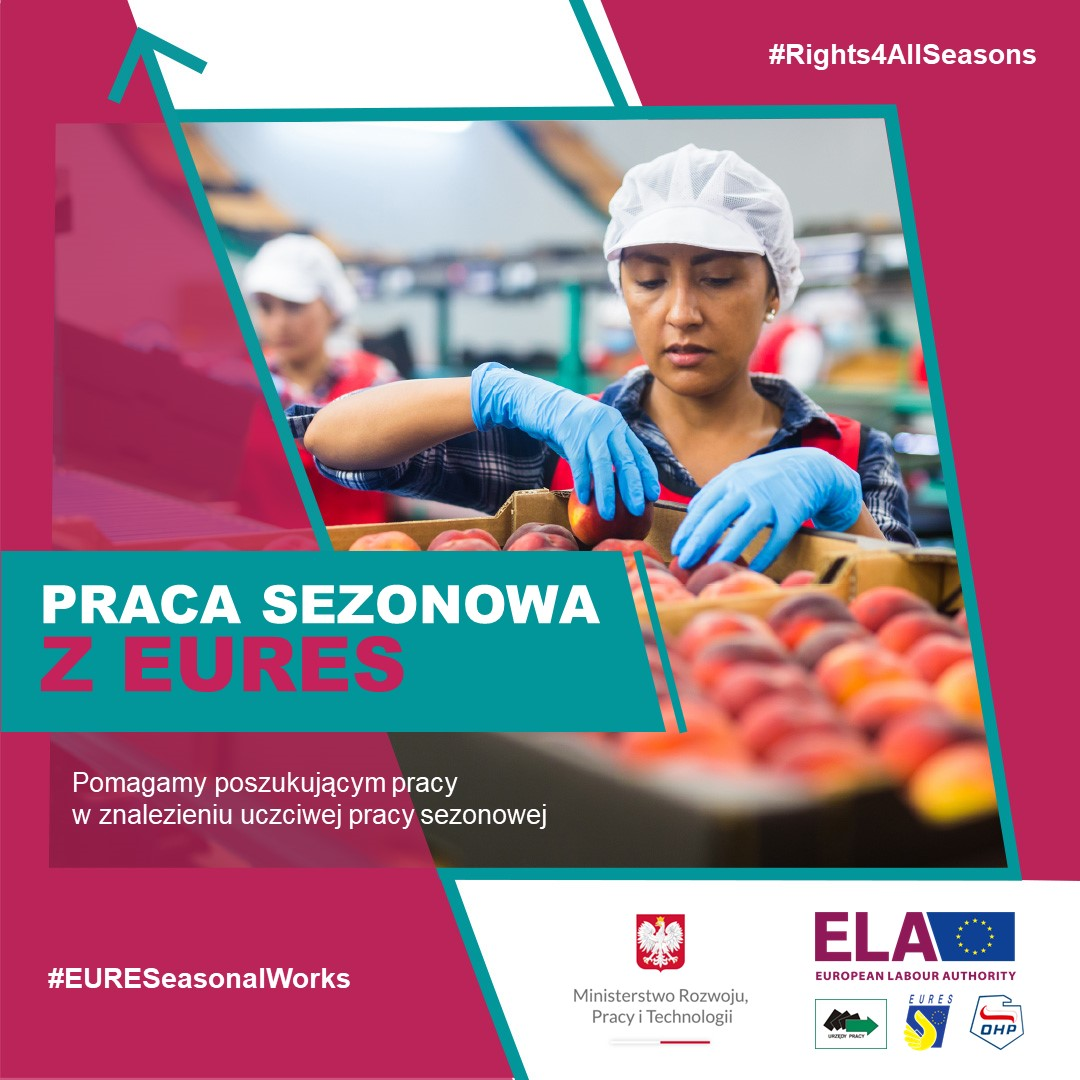 #Rights4AllSeasons
PRACA SEZONOWA
Z EURES
Pomagamy poszukującym pracy
w znalezieniu uczciwej pracy sezonowej
#EURESeasonalWorks
Ministerstwo Rozwoju,
Pracy i Technologii
ELA
EUROPEAN LABOUR AUTHORITY
URZĘDY PRACY
EURES
OHP